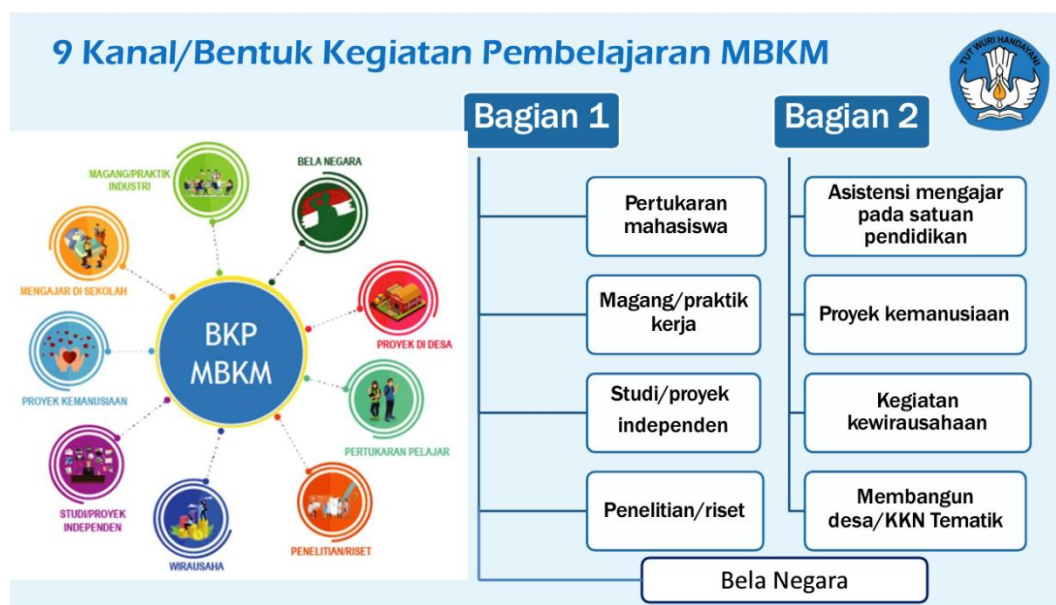 9 Kanal/Bentuk Kegiatan Pembelajaran MBKM
TUT WURI HANDAYANI
MAGANG/PRAKTIK
INDUSTRI
BELA NEGARA
MENGAJAR DI SEKOLAH
PROYEK DI DESA
BKP
MBKM
PROYEK KEMANUSIAAN
PERTUKARAN PELAJAR
STUDI/PROYEK
INDEPENDEN
WIRAUSAHA
PENELITIAN/RISET
Bagian 1
Pertukaran
mahasiswa
Magang/praktik
kerja
Studi/proyek
independen
Penelitian/riset
Bagian 2
Asistensi mengajar
pada satuan
pendidikan
Proyek kemanusiaan
Kegiatan
kewirausahaan
Membangun
desa/KKN Tematik
Bela Negara